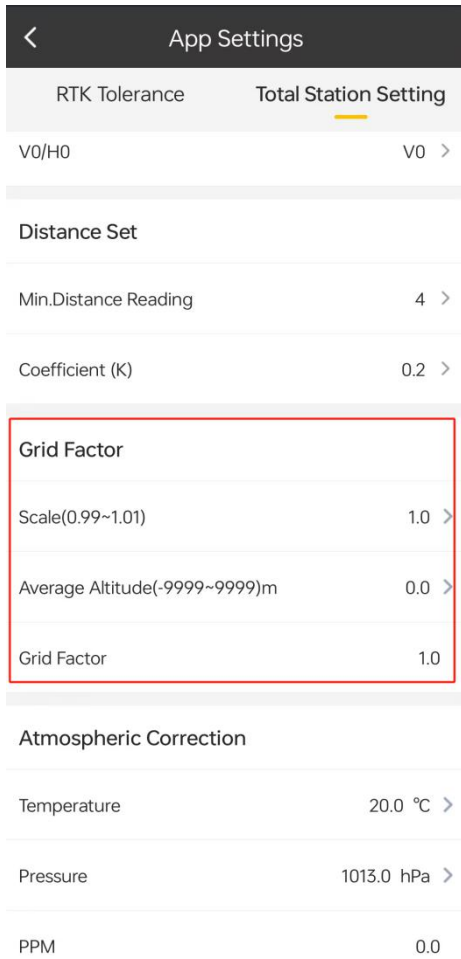 App Settings
RTK Tolerance Total Station Setting
V0/H0 V0
Distance Set
Min.Distance Reading 4
Coefficient (K) 0.2
Grid Factor
Scale(0.99~1.01) 1.0
Average Altitude(-9999~9999)m 0.0
Grid Factor 1.0
Atmospheric Correction
Temperature 20.0 ℃
Pressure 1013.0 hPa
PPM 0.0